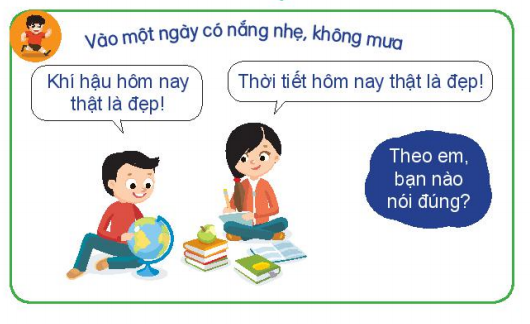 Vào một ngày có nắng nhẹ, không mưa
Khí hậu hôm nay
thật là đẹp!
Thời tiết hôm nay thật là đẹp!
Theo em,
bạn nào
nói đúng?